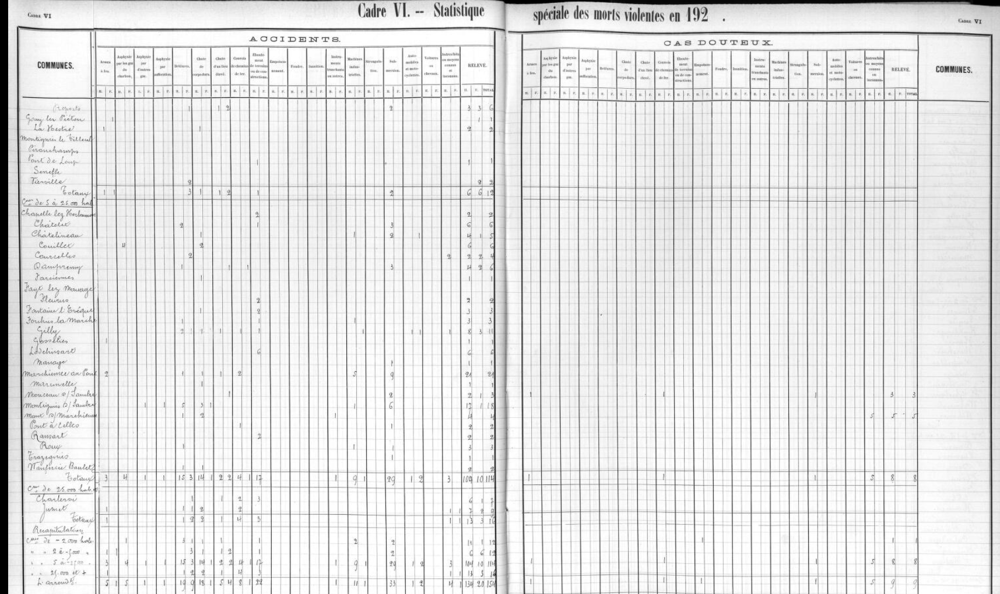 CADRE VI
Cadre VI. -- Statistique spéciale des morts violentes en 192 .
CADRE VI
COMMUNES.
ACCIDENTS.
Armes à feu.
Asphyxie par les gaz du charbon.
Asphyxie par d'autres gaz.
Asphyxie par suffocation.
Brûlures.
Chute de corps durs.
Chute d'un lieu élevé.
Convois de chemins de fer.
Éboulement de terrains ou de constructions.
Empoisonnement.
Foudre.
Inanition.
Instruments tranchants ou autres.
Machines industrielles.
Strangulation.
Submersion.
Automobiles et motocyclettes.
Voitures ou chevaux.
Autres faits ou moyens connus et inconnus.
RELEVÉ.
H. F. TOTAL
CAS DOUTEUX.
Armes à feu.
Asphyxie par les gaz du charbon.
Asphyxie par d'autres gaz.
Asphyxie par suffocation.
Brûlures.
Chute de corps durs.
Chute d'un lieu élevé.
Convois de chemins de fer.
Éboulement de terrains ou de constructions.
Empoisonnement.
Foudre.
Inanition.
Instruments tranchants ou autres.
Machines industrielles.
Strangulation.
Submersion.
Automobiles et motocyclettes.
Voitures ou chevaux.
Autres faits ou moyens connus ou inconnus.
RELEVÉ.
H. F. TOTAL
COMMUNES.
Reports 1 1 2 2 3 3 6
Gouy lez Piéton 1 1 1
La Hestre 1 1 2 2
Montignies le Tilleul
Pironchamps
Pont de Loup 1 1 1
Seneffe
Viesville 2 2 2
Totaux 1 1 3 1 1 2 1 2 6 6 12
Cnes de 5 à 25.000 hab.
Chapelle lez Herlaimont 2 2 2
Châtelet 2 1 3 6 6
Châtelineau 1 1 2 1 4 1 5
Couillet 4 2 6 6
Courcelles 2 2 2 2 4
Dampremy 1 1 1 3 4 2 6
Farciennes 1 1 1
Fayt lez Manage
Fleurus 2 2 2
Fontaine l'Evêque 1 2 3 3
Forchies la Marche 1 1 1 3 3
Gilly 2 1 1 1 1 1 1 1 1 1 8 3 11
Gosselies 1 1 1
Lodelinsart 6 6 6
Manage 1 1 1
Marchienne au Pont 2 1 1 1 2 5 9 21 21
Marcinelle 1 1 1
Monceau s/ Sambre 1 2 2 1 3 1 1 1 3 3
Montignies s/ Sambre 1 1 5 3 1 1 6 17 1 18
Mont s/ Marchienne 1 2 1 4 4 5 5 5
Pont à Celles 1 1 2 2
Ransart 2 2 2
Roux 1 1 1 3 3
Trazegnies 1 1 1
Wanfercée Baulet 1 1 2 2
Totaux 3 4 1 1 15 3 14 1 2 2 4 1 17 1 9 1 29 1 2 3 104 10 114 1 1 1 5 8 8
Cnes de 25.000 hab. et
Charleroi 1 1 2 3 6 1 7
Jumet 1 1 1 2 2 1 1 7 2 9
Totaux 1 1 2 2 1 4 3 1 1 13 3 16
Recapitulation
Cnes de - 2000 hab. 1 3 1 1 1 1 2 2 11 1 12 1 1 1
" " 2 à -5000 " 1 1 3 1 1 2 1 2 6 6 12
" " 5 à -25000 " 3 4 1 1 15 3 14 1 2 2 4 1 17 1 9 1 29 1 2 3 104 10 114 1 1 1 5 8 8
" " 25.000 et + 1 1 2 2 1 4 3 1 1 13 3 16
L'arrondt. 5 1 5 1 1 19 9 18 1 5 4 8 1 22 1 11 1 33 1 2 4 1 134 20 154 1 1 1 1 5 9 9